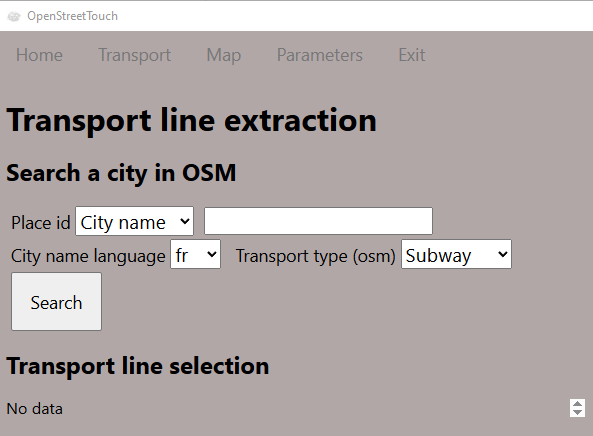 OpenStreetTouch
Home Transport Map Parameters Exit
Transport line extraction
Search a city in OSM
Place id City name
City name language fr Transport type (osm) Subway
Search
Transport line selection
No data